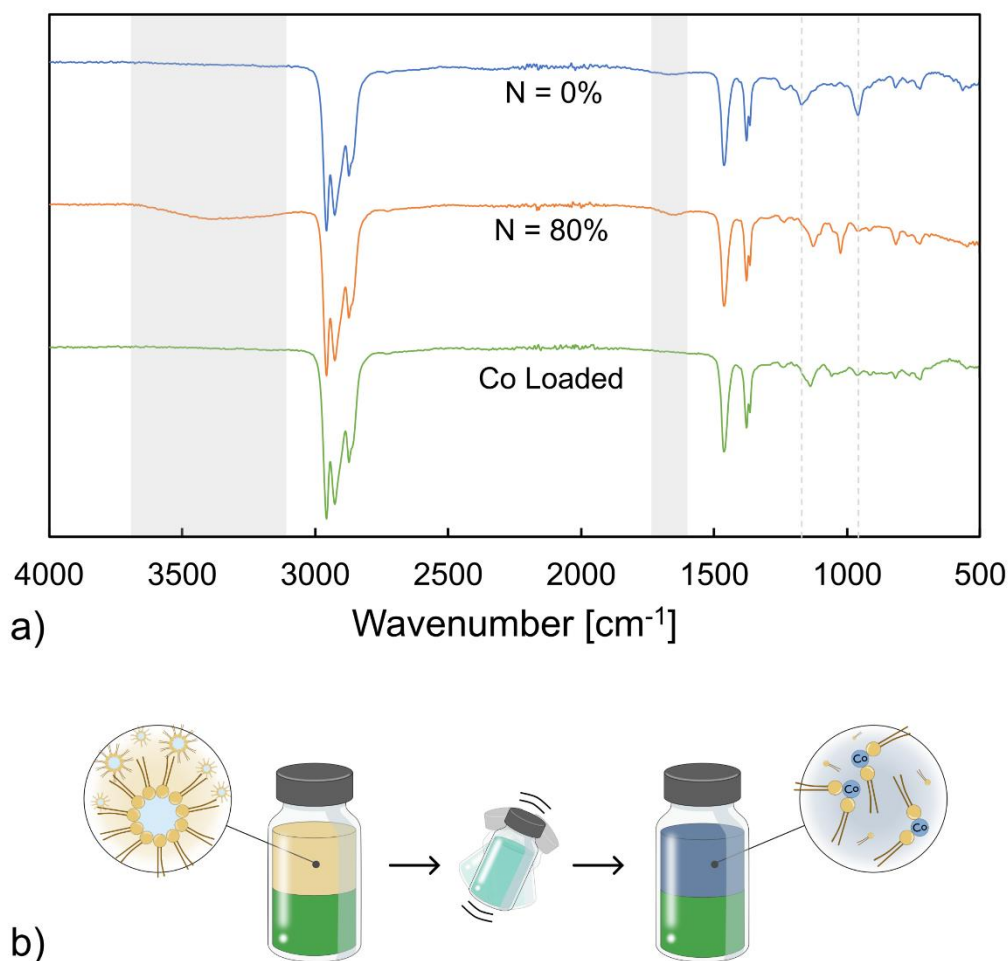 N = 0%
N = 80%
Co Loaded
4000 3500 3000 2500 2000 1500 1000 500
a) Wavenumber [cm⁻¹]
Co
Co
Co
b)